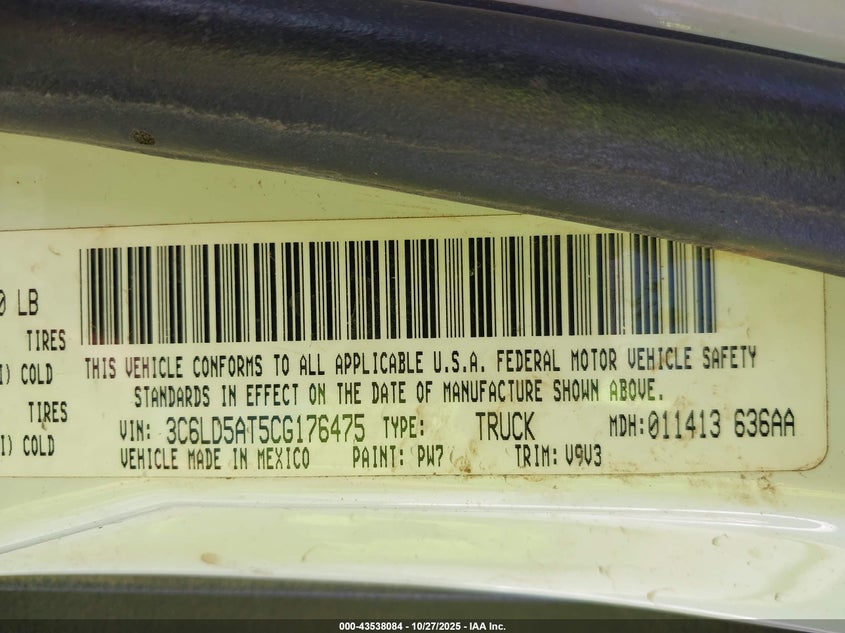 0 LB
TIRES
I) COLD
TIRES
I) COLD
THIS VEHICLE CONFORMS TO ALL APPLICABLE U.S.A. FEDERAL MOTOR VEHICLE SAFETY
STANDARDS IN EFFECT ON THE DATE OF MANUFACTURE SHOWN ABOVE.
VIN: 3C6LD5AT5CG176475 TYPE: TRUCK MDH:011413 636AA
VEHICLE MADE IN MEXICO PAINT: PW7 TRIM: V9V3
000-43538084 - 10/27/2025 - IAA Inc.